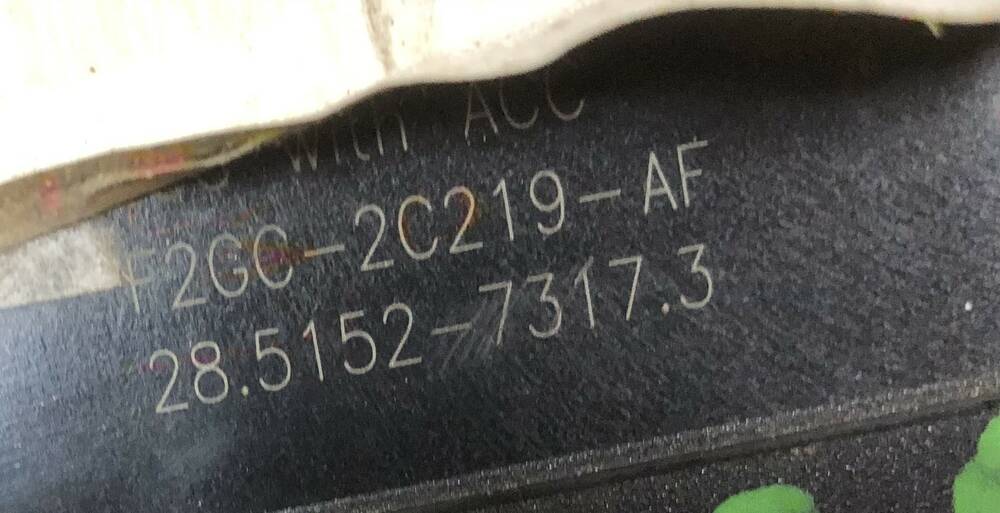 with ACC
F2GC-2C219-AF
28.5152-7317.3